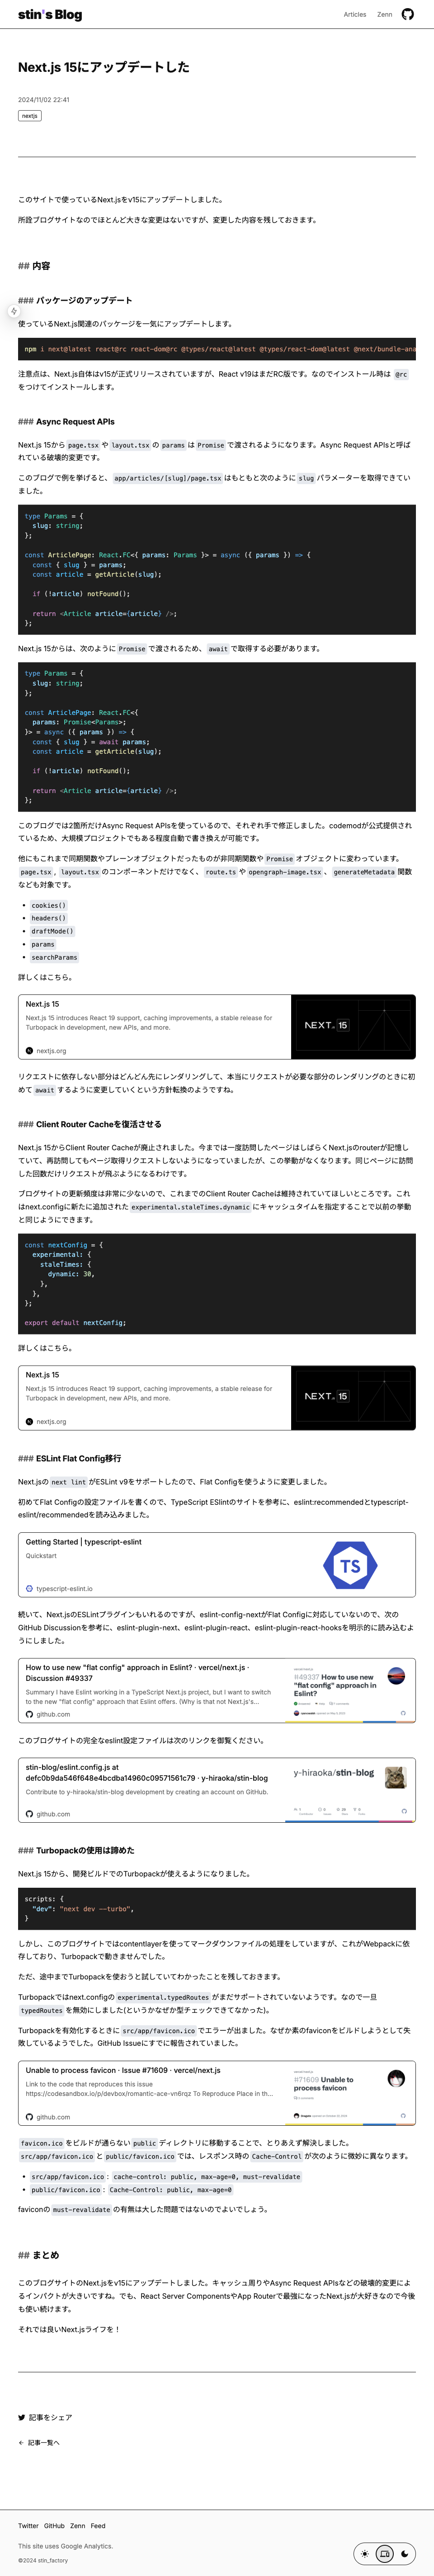 stin's Blog
Articles Zenn
Next.js 15にアップデートした
2024/11/02 22:41
nextjs
このサイトで使っているNext.jsをv15にアップデートしました。
所詮ブログサイトなのでほとんど大きな変更はないですが、変更した内容を残しておきます。
## 内容
### パッケージのアップデート
使っているNext.js関連のパッケージを一気にアップデートします。
npm i next@latest react@rc react-dom@rc @types/react@latest @types/react-dom@latest @next/bundle-ana
注意点は、Next.js自体はv15が正式リリースされていますが、React v19はまだRC版です。なのでインストール時は @rc
をつけてインストールします。
### Async Request APIs
Next.js 15から page.tsx や layout.tsx の params は Promise で渡されるようになります。Async Request APIsと呼ば
れている破壊的変更です。
このブログで例を挙げると、 app/articles/[slug]/page.tsx はもともと次のように slug パラメーターを取得できてい
ました。
type Params = {
  slug: string;
};
const ArticlePage: React.FC<{ params: Params }> = async ({ params }) => {
  const { slug } = params;
  const article = getArticle(slug);
  if (!article) notFound();
  return <Article article={article} />;
};
Next.js 15からは、次のように Promise で渡されるため、 await で取得する必要があります。
type Params = {
  slug: string;
};
const ArticlePage: React.FC<{
  params: Promise<Params>;
}> = async ({ params }) => {
  const { slug } = await params;
  const article = getArticle(slug);
  if (!article) notFound();
  return <Article article={article} />;
};
このブログでは2箇所だけAsync Request APIsを使っているので、それぞれ手で修正しました。codemodが公式提供され
ているため、大規模プロジェクトでもある程度自動で書き換えが可能です。
他にもこれまで同期関数やプレーンオブジェクトだったものが非同期関数や Promise オブジェクトに変わっています。
page.tsx , layout.tsx のコンポーネントだけでなく、 route.ts や opengraph-image.tsx 、 generateMetadata 関数
なども対象です。
• cookies()
• headers()
• draftMode()
• params
• searchParams
詳しくはこちら。
Next.js 15
Next.js 15 introduces React 19 support, caching improvements, a stable release for
Turbopack in development, new APIs, and more.
nextjs.org
NEXT.JS 15
リクエストに依存しない部分はどんどん先にレンダリングして、本当にリクエストが必要な部分のレンダリングのときに初
めて await するように変更していくという方針転換のようですね。
### Client Router Cacheを復活させる
Next.js 15からClient Router Cacheが廃止されました。今までは一度訪問したページはしばらくNext.jsのrouterが記憶し
ていて、再訪問してもページ取得リクエストしないようになっていましたが、この挙動がなくなります。同じページに訪問
した回数だけリクエストが飛ぶようになるわけです。
ブログサイトの更新頻度は非常に少ないので、これまでのClient Router Cacheは維持されていてほしいところです。これ
はnext.configに新たに追加された experimental.staleTimes.dynamic にキャッシュタイムを指定することで以前の挙動
と同じようにできます。
const nextConfig = {
  experimental: {
    staleTimes: {
      dynamic: 30,
    },
  },
};
export default nextConfig;
詳しくはこちら。
Next.js 15
Next.js 15 introduces React 19 support, caching improvements, a stable release for
Turbopack in development, new APIs, and more.
nextjs.org
NEXT.JS 15
### ESLint Flat Config移行
Next.jsの next lint がESLint v9をサポートしたので、Flat Configを使うように変更しました。
初めてFlat Configの設定ファイルを書くので、TypeScript ESlintのサイトを参考に、eslint:recommendedとtypescript-
eslint/recommendedを読み込みました。
Getting Started | typescript-eslint
Quickstart
typescript-eslint.io
TS
続いて、Next.jsのESLintプラグインもいれるのですが、eslint-config-nextがFlat Configに対応していないので、次の
GitHub Discussionを参考に、eslint-plugin-next、eslint-plugin-react、eslint-plugin-react-hooksを明示的に読み込むよ
うにしました。
How to use new "flat config" approach in Eslint? · vercel/next.js ·
Discussion #49337
Summary I have Eslint working in a TypeScript Next.js project, but I want to switch
to the new "flat config" approach that Eslint offers. (Why is that not Next.js's...
github.com
#49337 How to use
new "flat config"
approach in Eslint?
このブログサイトの完全なeslint設定ファイルは次のリンクを御覧ください。
stin-blog/eslint.config.js at
defc0b9da546f648e4bcdba14960c09571561c79 · y-hiraoka/stin-blog
Contribute to y-hiraoka/stin-blog development by creating an account on GitHub.
github.com
y-hiraoka/stin-blog
### Turbopackの使用は諦めた
Next.js 15から、開発ビルドでのTurbopackが使えるようになりました。
scripts: {
  "dev": "next dev --turbo",
}
しかし、このブログサイトではcontentlayerを使ってマークダウンファイルの処理をしていますが、これがWebpackに依
存しており、Turbopackで動きませんでした。
ただ、途中までTurbopackを使おうと試していてわかったことを残しておきます。
Turbopackではnext.configの experimental.typedRoutes がまだサポートされていないようです。なので一旦
typedRoutes を無効にしました(というかなぜか型チェックできてなかった)。
Turbopackを有効化するときに src/app/favicon.ico でエラーが出ました。なぜか素のfaviconをビルドしようとして失
敗しているようでした。GitHub Issueにすでに報告されていました。
Unable to process favicon · Issue #71609 · vercel/next.js
Link to the code that reproduces this issue
https://codesandbox.io/p/devbox/romantic-ace-vn6rqz To Reproduce Place in th...
github.com
#71609 Unable to
process favicon
favicon.ico をビルドが通らない public ディレクトリに移動することで、とりあえず解決しました。
src/app/favicon.ico と public/favicon.ico では、レスポンス時の Cache-Control が次のように微妙に異なります。
• src/app/favicon.ico : cache-control: public, max-age=0, must-revalidate
• public/favicon.ico : Cache-Control: public, max-age=0
faviconの must-revalidate の有無は大した問題ではないのでよいでしょう。
## まとめ
このブログサイトのNext.jsをv15にアップデートしました。キャッシュ周りやAsync Request APIsなどの破壊的変更によ
るインパクトが大きいですね。でも、React Server ComponentsやApp Routerで最強になったNext.jsが大好きなので今後
も使い続けます。
それでは良いNext.jsライフを！
記事をシェア
← 記事一覧へ
Twitter GitHub Zenn Feed
This site uses Google Analytics.
©2024 stin_factory